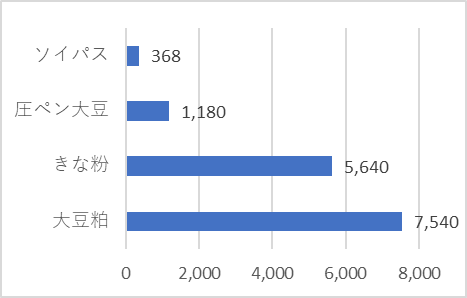 ソイパス 368
圧ペン大豆 1,180
きな粉 5,640
大豆粕 7,540
0 2,000 4,000 6,000 8,000